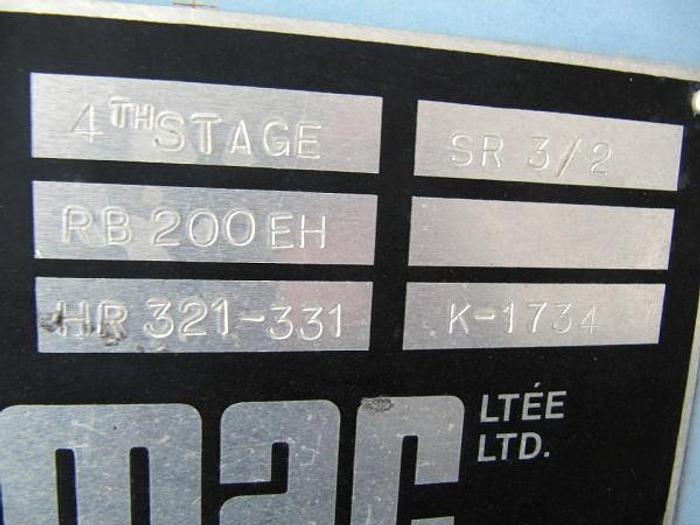 4TH STAGE SR 3/2
RB 200 EH
HR 321-331 K-1734
mac LTÉE
LTD.